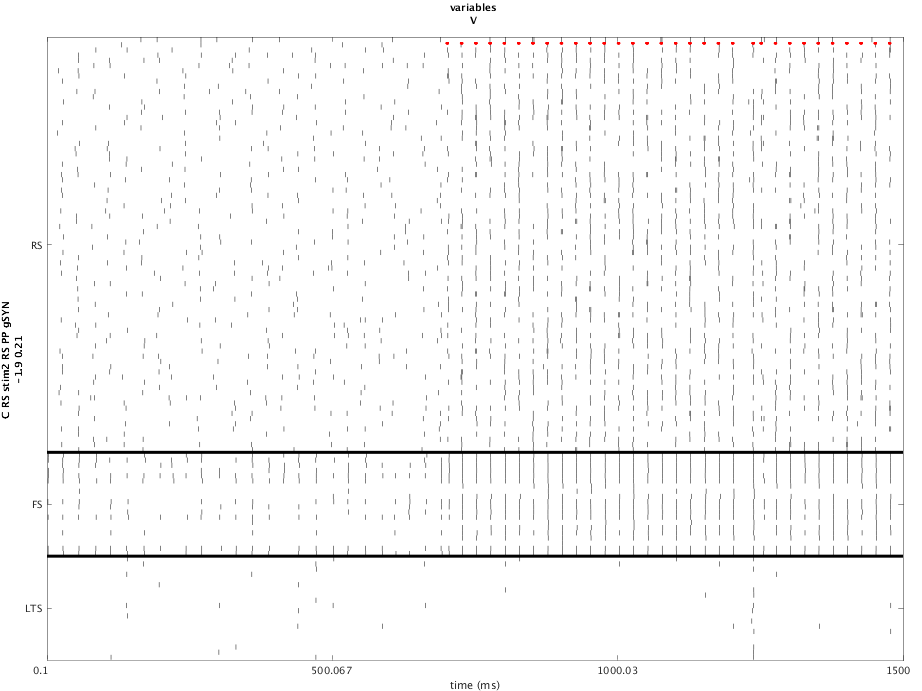 variables
V
C RS stim2 RS PP gSYN
-1.9 0.21
RS
FS
LTS
0.1 500.067 1000.03 1500
time (ms)